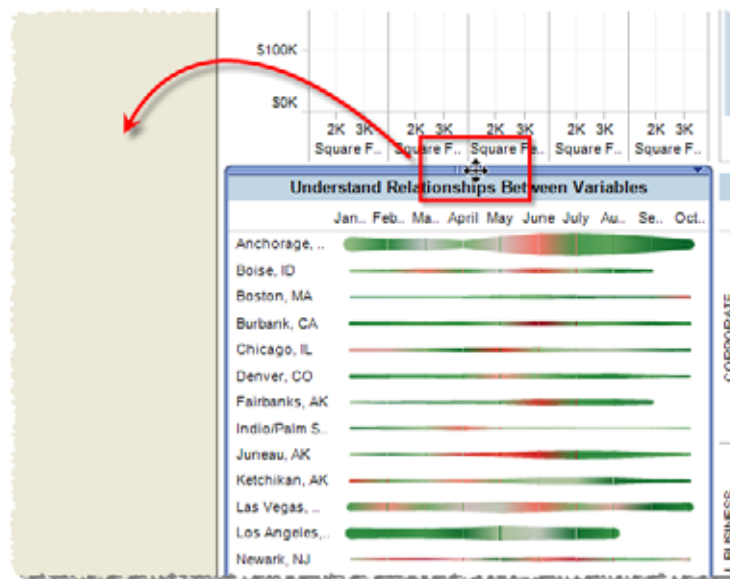 $100K
$0K
2K 3K 2K 3K 2K 3K 2K 3K 2K 3K
Square F.. Square F.. Square Fe.. Square F.. Square F..
Understand Relationships Between Variables
Jan.. Feb.. Ma.. April May June July Au.. Se.. Oct..
Anchorage, ..
Boise, ID
Boston, MA
Burbank, CA
Chicago, IL
Denver, CO
Fairbanks, AK
Indio/Palm S..
Juneau, AK
Ketchikan, AK
Las Vegas, ..
Los Angeles,..
Newark, NJ
CORPORATE
L BUSINESS